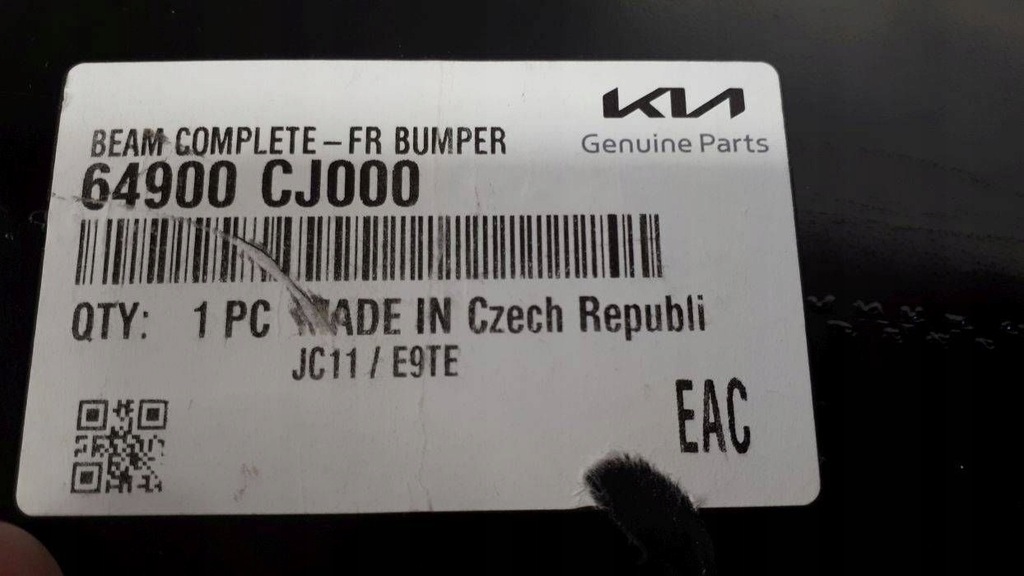 KIA
Genuine Parts
BEAM COMPLETE-FR BUMPER
64900 CJ000
QTY: 1 PC MADE IN Czech Republi
JC11 / E9TE
EAC